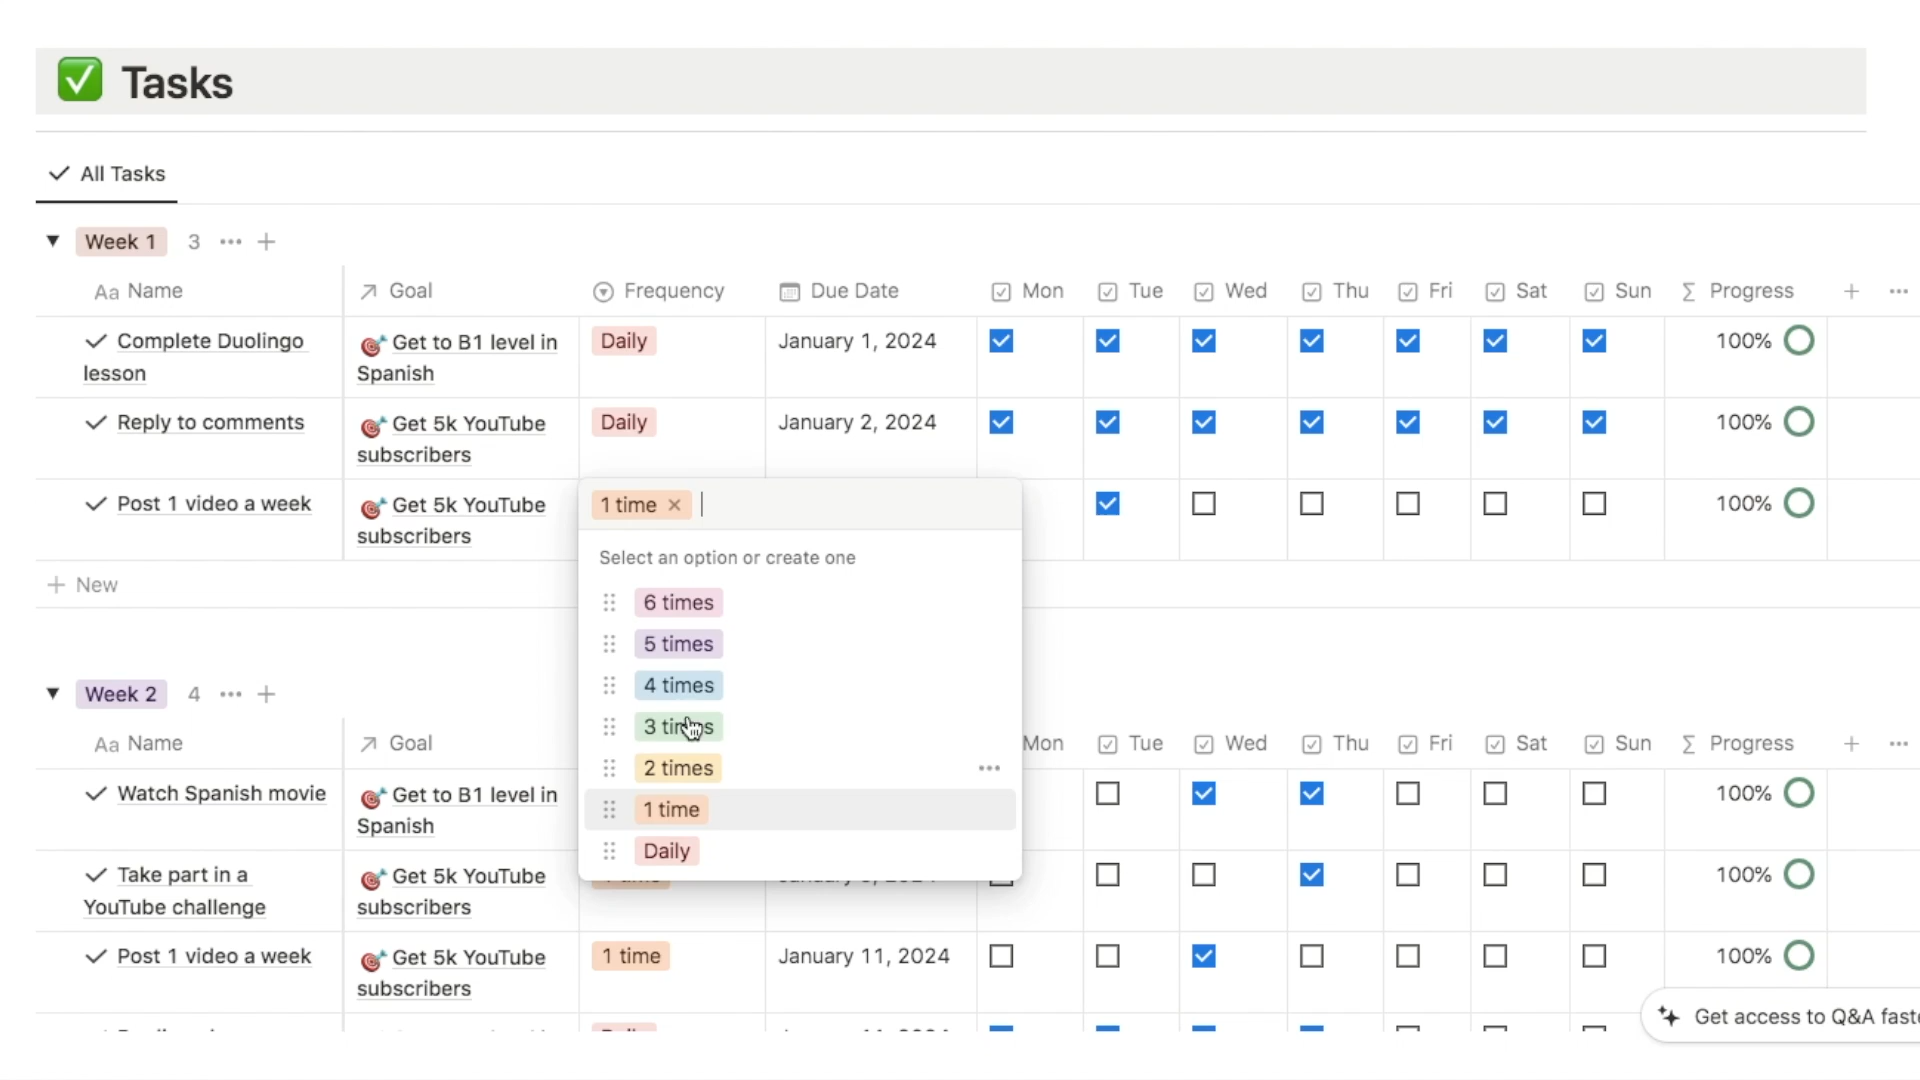 Tasks
All Tasks
Week 1 3
Aa Name Goal Frequency Due Date Mon Tue Wed Thu Fri Sat Sun Progress
Complete Duolingo
lesson
Get to B1 level in
Spanish
Daily
January 1, 2024
100%
Reply to comments
Get 5k YouTube
subscribers
Daily
January 2, 2024
100%
Post 1 video a week
Get 5k YouTube
subscribers
1 time
100%
Select an option or create one
6 times
5 times
4 times
3 times
2 times
1 time
Daily
New
Week 2 4
Aa Name Goal Mon Tue Wed Thu Fri Sat Sun Progress
Watch Spanish movie
Get to B1 level in
Spanish
100%
Take part in a
YouTube challenge
Get 5k YouTube
subscribers
100%
Post 1 video a week
Get 5k YouTube
subscribers
1 time
January 11, 2024
100%
Get access to Q&A